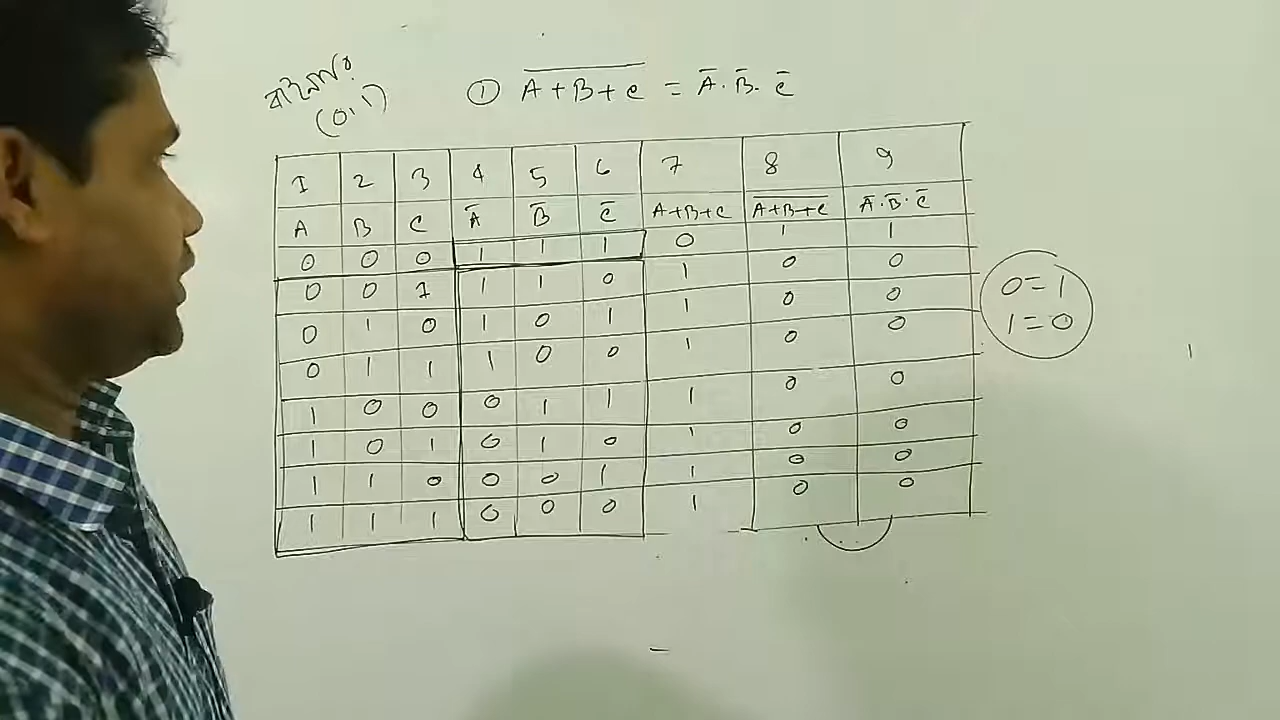 বাইনারি
(0,1)
① \overline{A+B+C} = Ā·B̄·C̄
1 2 3 4 5 6 7 8 9
A B C Ā B̄ C̄ A+B+C \overline{A+B+C} Ā·B̄·C̄
0 0 0 1 1 1 0 1 1
0 0 1 1 1 0 1 0 0
0 1 0 1 0 1 1 0 0
0 1 1 1 0 0 1 0 0
1 0 0 0 1 1 1 0 0
1 0 1 0 1 0 1 0 0
1 1 0 0 0 1 1 0 0
1 1 1 0 0 0 1 0 0
0=1
1=0